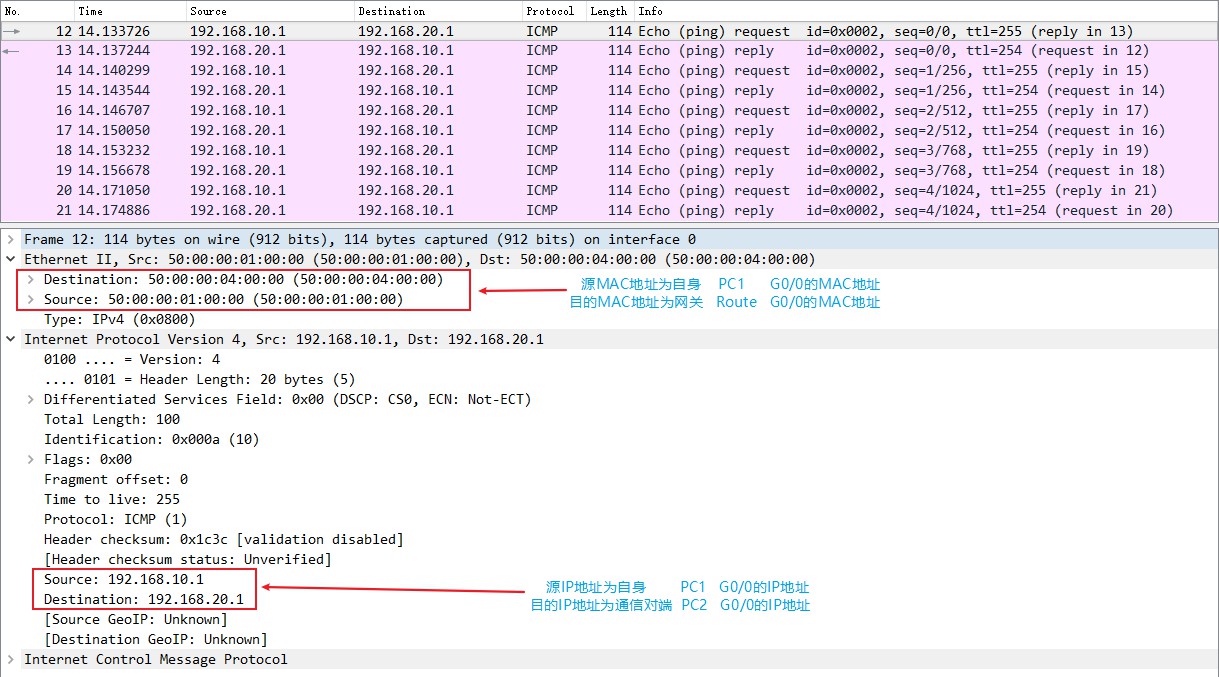 No. Time Source Destination Protocol Length Info
12 14.133726 192.168.10.1 192.168.20.1 ICMP 114 Echo (ping) request id=0x0002, seq=0/0, ttl=255 (reply in 13)
13 14.137244 192.168.20.1 192.168.10.1 ICMP 114 Echo (ping) reply id=0x0002, seq=0/0, ttl=254 (request in 12)
14 14.140299 192.168.10.1 192.168.20.1 ICMP 114 Echo (ping) request id=0x0002, seq=1/256, ttl=255 (reply in 15)
15 14.143544 192.168.20.1 192.168.10.1 ICMP 114 Echo (ping) reply id=0x0002, seq=1/256, ttl=254 (request in 14)
16 14.146707 192.168.10.1 192.168.20.1 ICMP 114 Echo (ping) request id=0x0002, seq=2/512, ttl=255 (reply in 17)
17 14.150050 192.168.20.1 192.168.10.1 ICMP 114 Echo (ping) reply id=0x0002, seq=2/512, ttl=254 (request in 16)
18 14.153232 192.168.10.1 192.168.20.1 ICMP 114 Echo (ping) request id=0x0002, seq=3/768, ttl=255 (reply in 19)
19 14.156678 192.168.20.1 192.168.10.1 ICMP 114 Echo (ping) reply id=0x0002, seq=3/768, ttl=254 (request in 18)
20 14.171050 192.168.10.1 192.168.20.1 ICMP 114 Echo (ping) request id=0x0002, seq=4/1024, ttl=255 (reply in 21)
21 14.174886 192.168.20.1 192.168.10.1 ICMP 114 Echo (ping) reply id=0x0002, seq=4/1024, ttl=254 (request in 20)
Frame 12: 114 bytes on wire (912 bits), 114 bytes captured (912 bits) on interface 0
Ethernet II, Src: 50:00:00:01:00:00 (50:00:00:01:00:00), Dst: 50:00:00:04:00:00 (50:00:00:04:00:00)
Destination: 50:00:00:04:00:00 (50:00:00:04:00:00)
源MAC地址为自身 PC1 G0/0的MAC地址
Source: 50:00:00:01:00:00 (50:00:00:01:00:00)
目的MAC地址为网关 Route G0/0的MAC地址
Type: IPv4 (0x0800)
Internet Protocol Version 4, Src: 192.168.10.1, Dst: 192.168.20.1
0100 .... = Version: 4
.... 0101 = Header Length: 20 bytes (5)
Differentiated Services Field: 0x00 (DSCP: CS0, ECN: Not-ECT)
Total Length: 100
Identification: 0x000a (10)
Flags: 0x00
Fragment offset: 0
Time to live: 255
Protocol: ICMP (1)
Header checksum: 0x1c3c [validation disabled]
[Header checksum status: Unverified]
Source: 192.168.10.1
源IP地址为自身 PC1 G0/0的IP地址
Destination: 192.168.20.1
目的IP地址为通信对端 PC2 G0/0的IP地址
[Source GeoIP: Unknown]
[Destination GeoIP: Unknown]
Internet Control Message Protocol